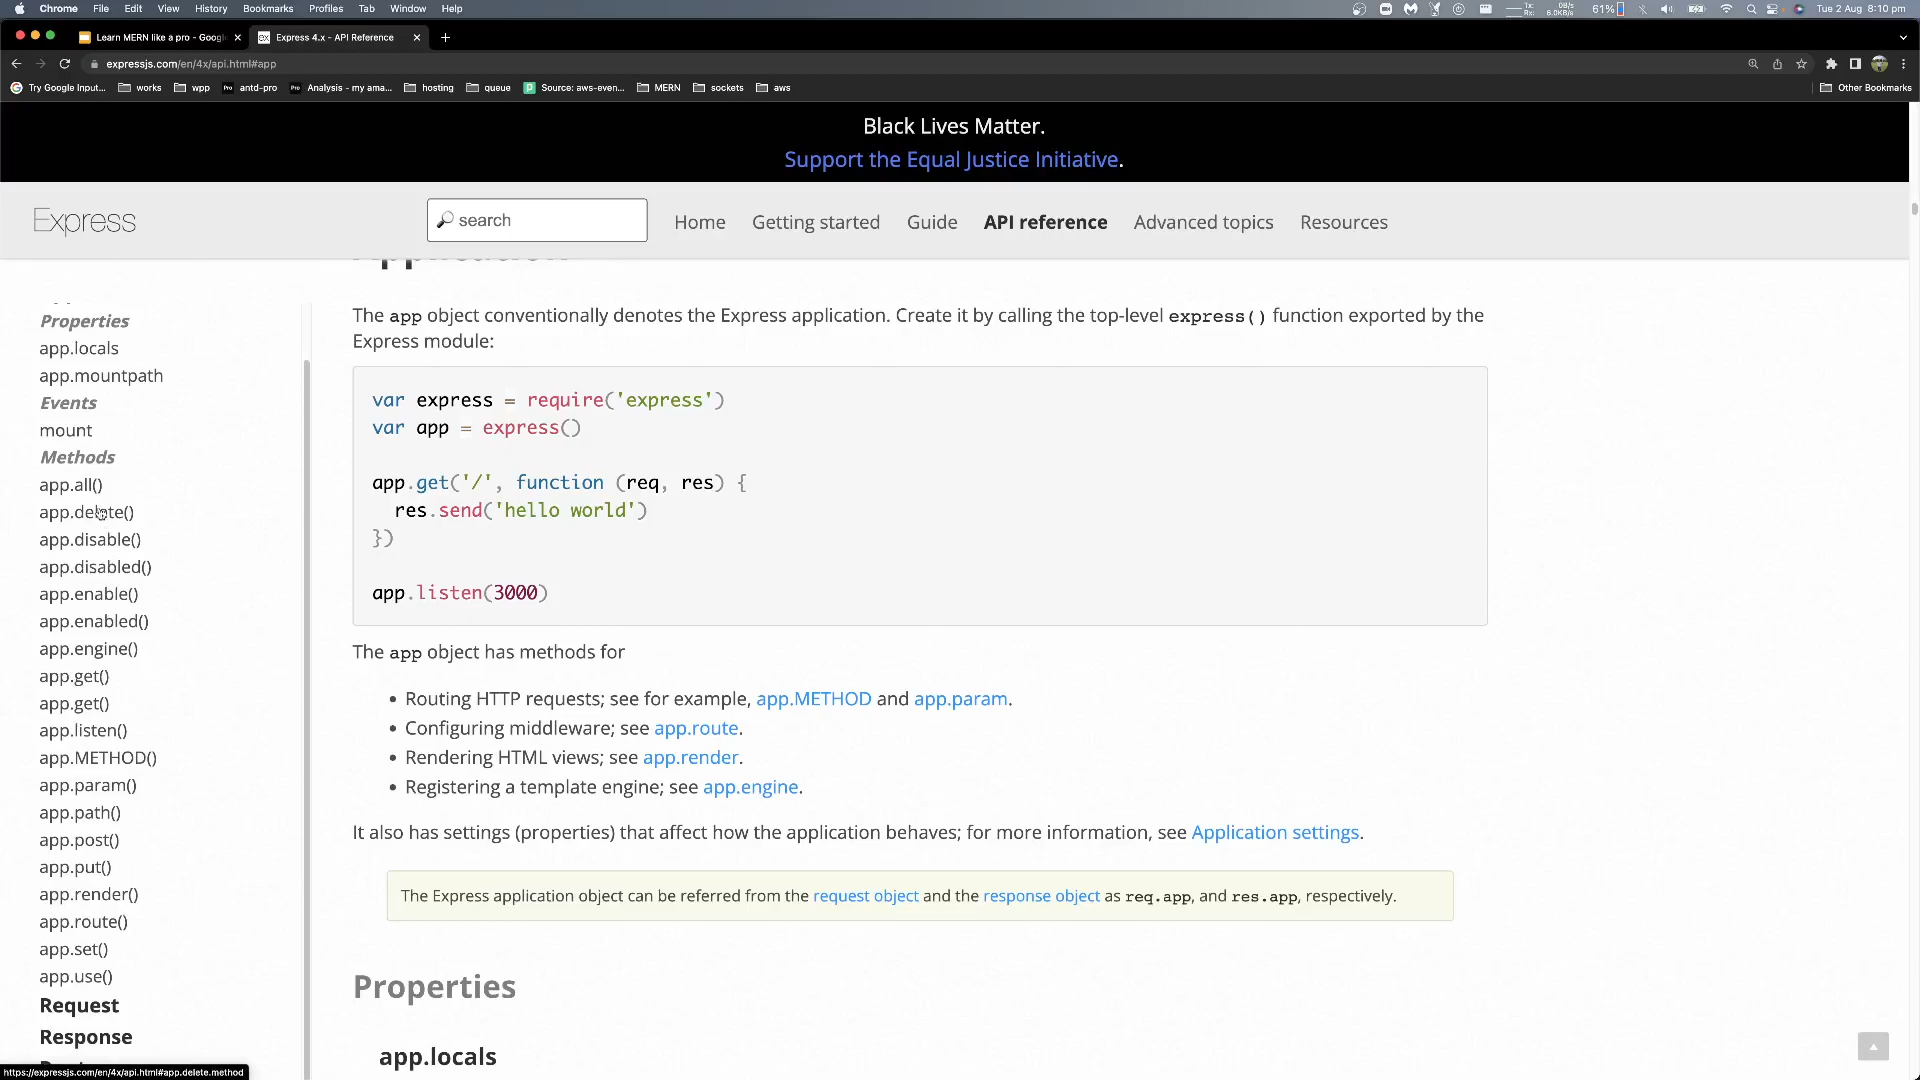 Chrome File Edit View History Bookmarks Profiles Tab Window Help
61% Tue 2 Aug 8:10 pm
Learn MERN like a pro - Google Express 4.x - API Reference
expressjs.com/en/4x/api.html#app
Try Google Input... works wpp antd-pro Analysis - my ama... hosting queue Source: aws-even... MERN sockets aws Other Bookmarks
Black Lives Matter.
Support the Equal Justice Initiative.
Express search Home Getting started Guide API reference Advanced topics Resources
Properties
app.locals
app.mountpath
Events
mount
Methods
app.all()
app.delete()
app.disable()
app.disabled()
app.enable()
app.enabled()
app.engine()
app.get()
app.get()
app.listen()
app.METHOD()
app.param()
app.path()
app.post()
app.put()
app.render()
app.route()
app.set()
app.use()
Request
Response
The app object conventionally denotes the Express application. Create it by calling the top-level express() function exported by the
Express module:
var express = require('express')
var app = express()
app.get('/', function (req, res) {
res.send('hello world')
})
app.listen(3000)
The app object has methods for
• Routing HTTP requests; see for example, app.METHOD and app.param.
• Configuring middleware; see app.route.
• Rendering HTML views; see app.render.
• Registering a template engine; see app.engine.
It also has settings (properties) that affect how the application behaves; for more information, see Application settings.
The Express application object can be referred from the request object and the response object as req.app, and res.app, respectively.
Properties
app.locals
https://expressjs.com/en/4x/api.html#app.delete.method